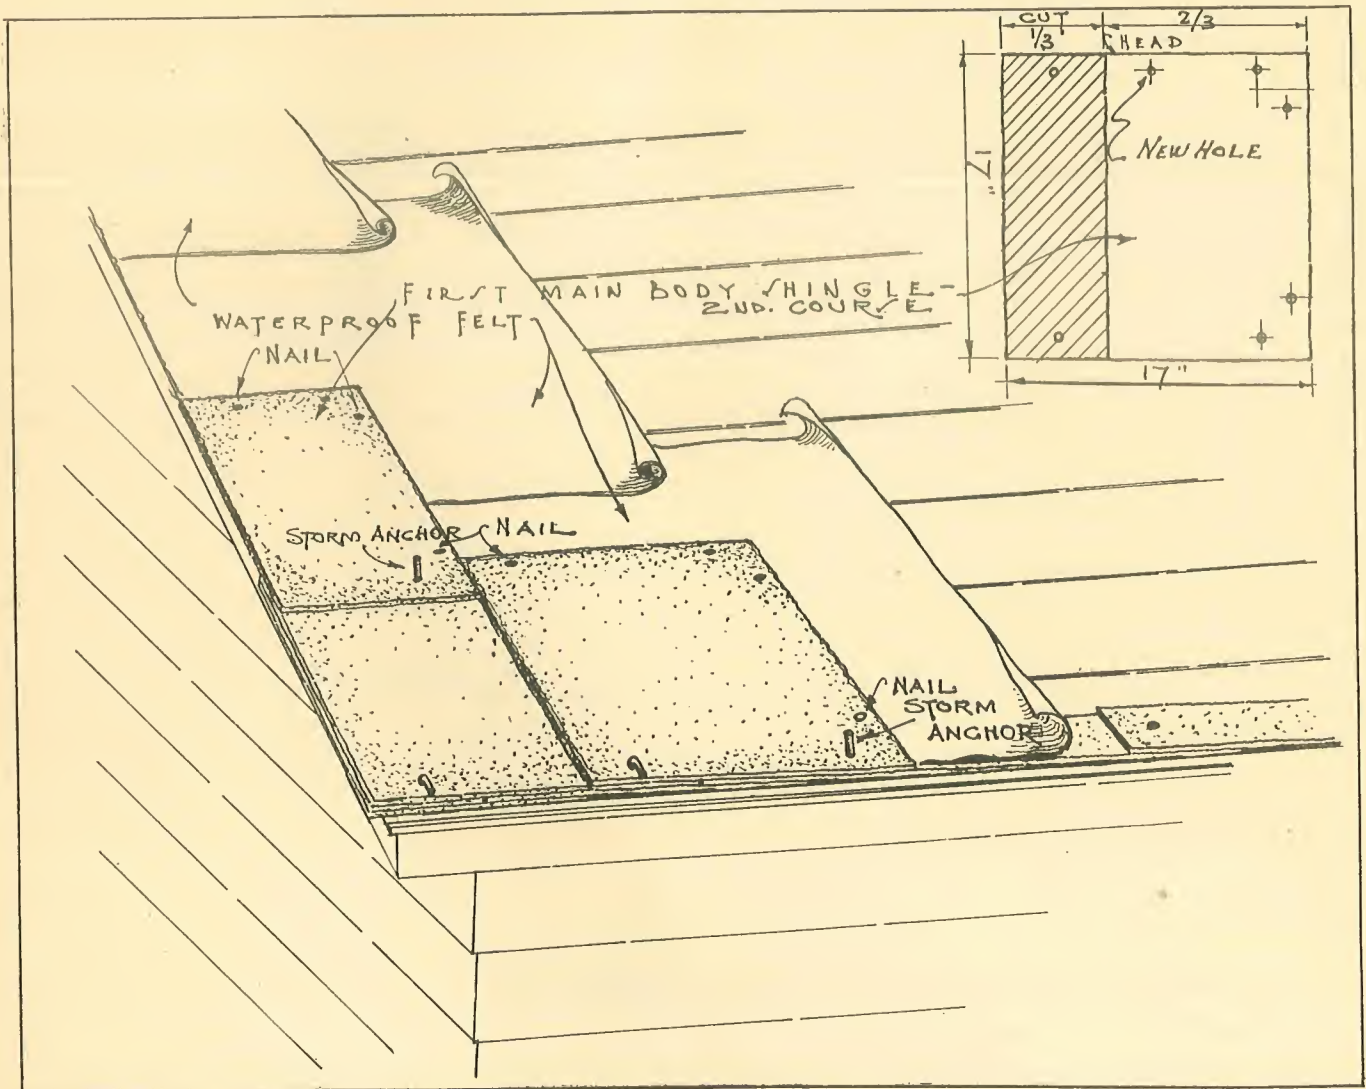 CUT
1/3
2/3
HEAD
17"
NEW HOLE
17"
FIRST MAIN BODY SHINGLE-
2ND. COURSE
WATERPROOF FELT
NAIL
STORM ANCHOR
NAIL
NAIL
STORM
ANCHOR